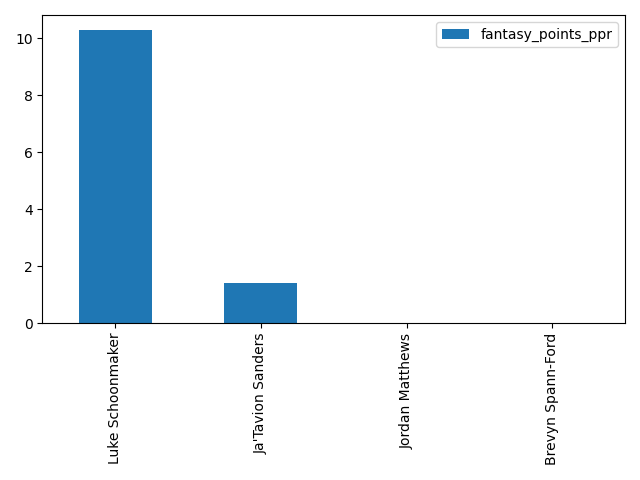 fantasy_points_ppr
10
8
6
4
2
0
Luke Schoonmaker
Ja'Tavion Sanders
Jordan Matthews
Brevyn Spann-Ford